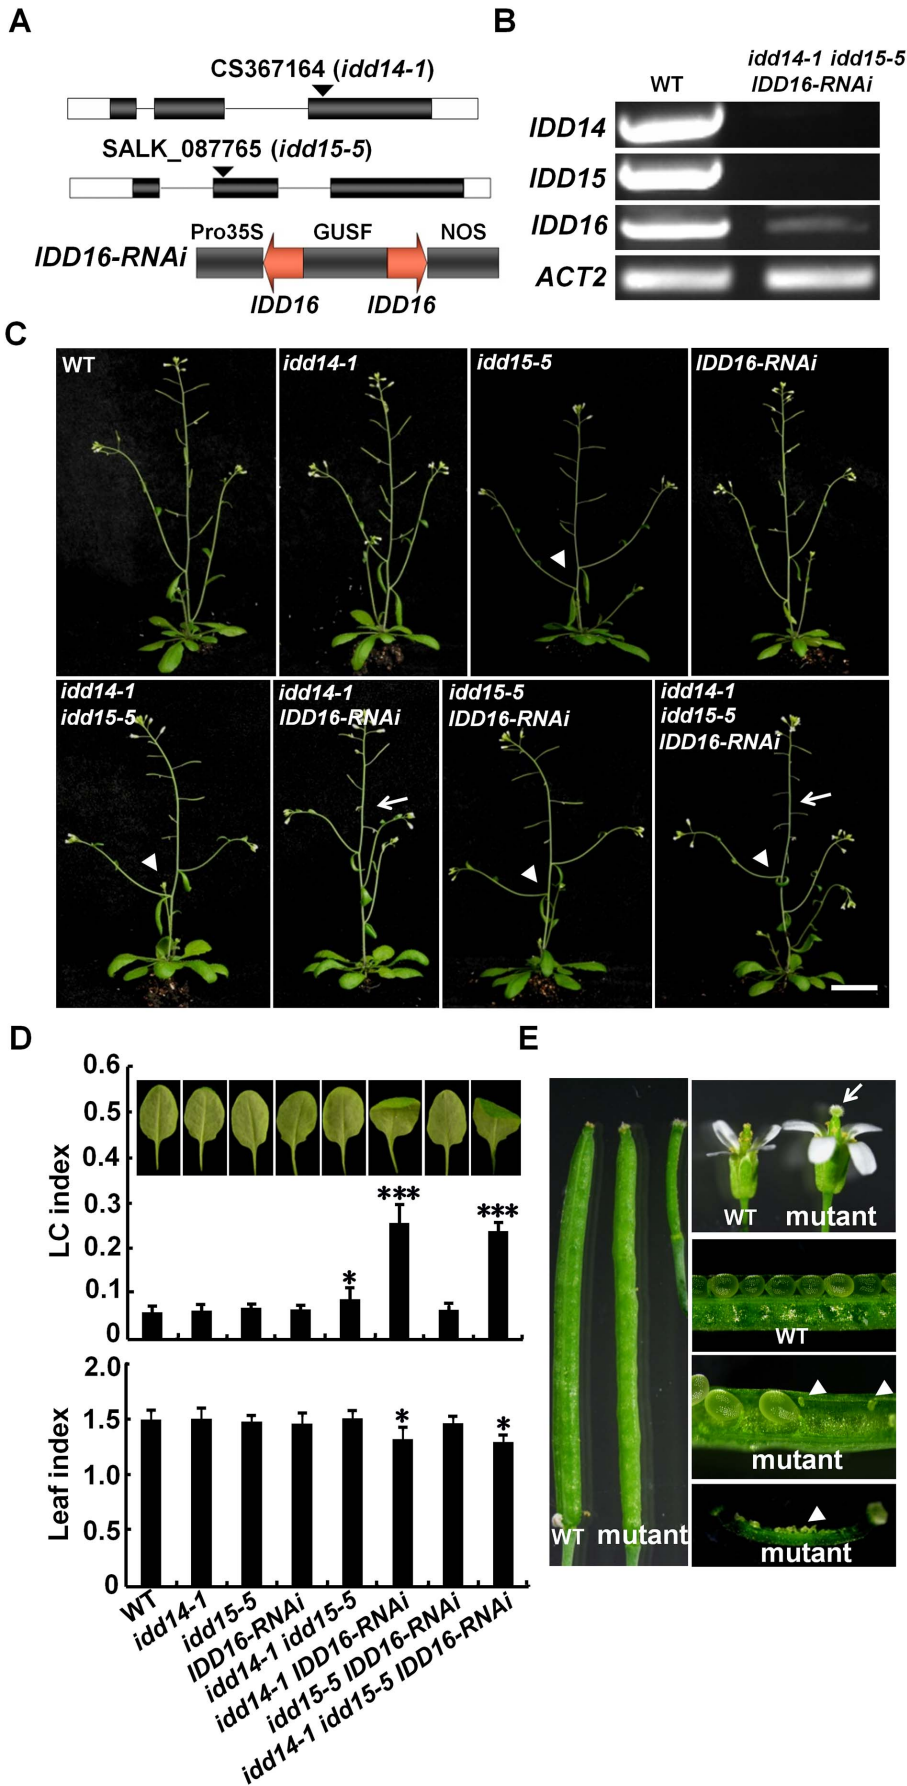 A
CS367164 (idd14-1)
SALK_087765 (idd15-5)
Pro35S GUSF NOS
IDD16-RNAi
IDD16 IDD16
B
WT
idd14-1 idd15-5
IDD16-RNAi
IDD14
IDD15
IDD16
ACT2
C
WT
idd14-1
idd15-5
IDD16-RNAi
idd14-1
idd15-5
idd14-1
IDD16-RNAi
idd15-5
IDD16-RNAi
idd14-1
idd15-5
IDD16-RNAi
D
LC index
0.6
0.5
0.4
0.3
0.2
0.1
0
*
***
***
Leaf index
2.0
1.5
1.0
0.5
0
*
*
WT
idd14-1
idd15-5
IDD16-RNAi
idd14-1 idd15-5
idd14-1 IDD16-RNAi
idd15-5 IDD16-RNAi
idd14-1 idd15-5 IDD16-RNAi
E
WT mutant
WT mutant
WT
mutant
mutant